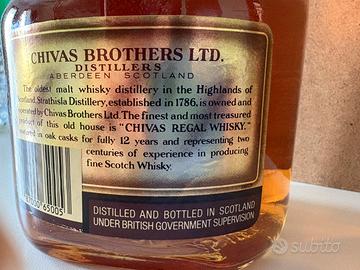 CHIVAS BROTHERS LTD.
DISTILLERS
ABERDEEN SCOTLAND
The oldest malt whisky distillery in the Highlands of
Scotland, Strathisla Distillery, established in 1786, is owned and
operated by Chivas Brothers Ltd. The finest and most treasured
product of this old house is "CHIVAS REGAL WHISKY."
matured in oak casks for fully 12 years and representing two
centuries of experience in producing
fine Scotch Whisky.
65005
DISTILLED AND BOTTLED IN SCOTLAND
UNDER BRITISH GOVERNMENT SUPERVISION
subito